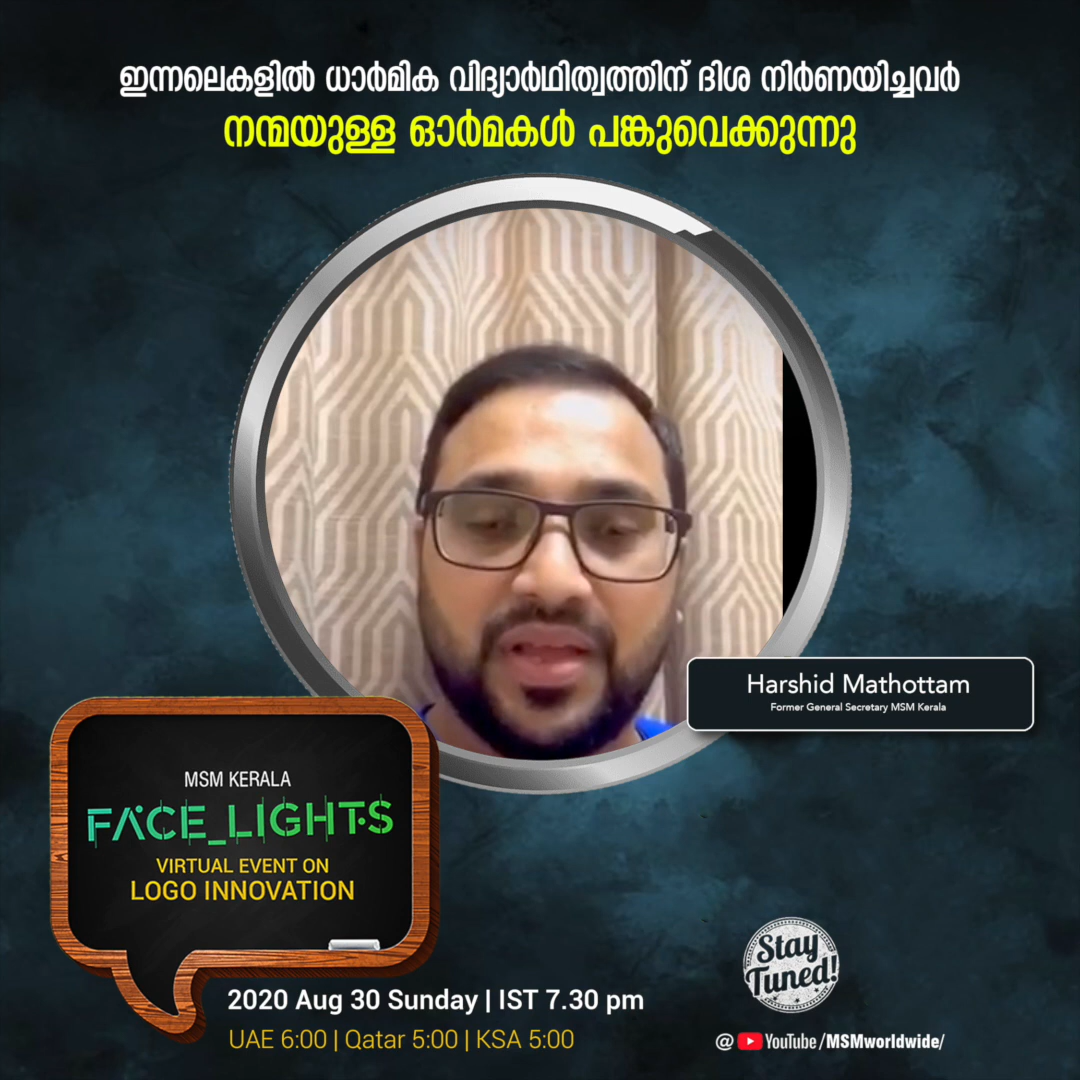 ഇന്നലെകളിൽ ധാർമിക വിദ്യാർഥിത്വത്തിന് ദിശ നിർണയിച്ചവർ
നന്മയുള്ള ഓർമകൾ പങ്കുവെക്കുന്നു
Harshid Mathottam
Former General Secretary MSM Kerala
MSM KERALA
FACE_LIGHTS
VIRTUAL EVENT ON
LOGO INNOVATION
Stay
Tuned!
2020 Aug 30 Sunday | IST 7.30 pm
UAE 6:00 | Qatar 5:00 | KSA 5:00
@ YouTube /MSMworldwide/